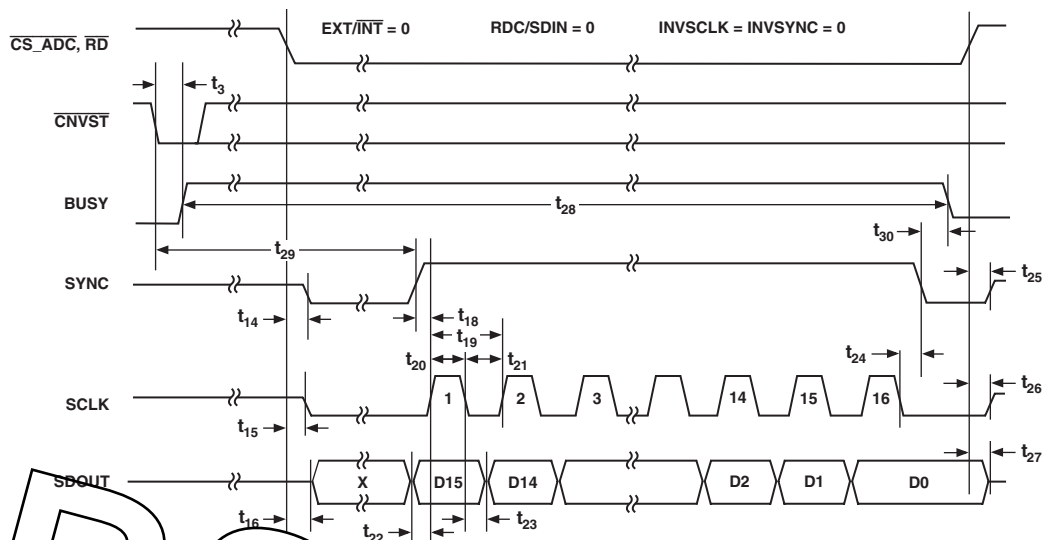 EXT/INT = 0 RDC/SDIN = 0 INVSCLK = INVSYNC = 0
CS_ADC, RD
t3
CNVST
BUSY
t28
t30
t29
SYNC
t25
t14
t18
t19
t20
t21
t24
SCLK
1 2 3 14 15 16
t26
t15
t27
SDOUT
X D15 D14 D2 D1 D0
t16
t22
t23